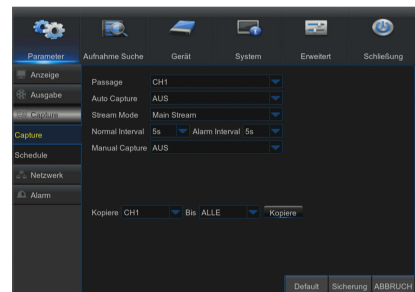 Parameter Aufnahme Suche Gerät System Erweitert Schließung
Anzeige
Ausgabe
Capture
Capture
Schedule
Netzwerk
Alarm
Passage CH1
Auto Capture AUS
Stream Mode Main Stream
Normal Interval 5s Alarm Interval 5s
Manual Capture AUS
Kopiere CH1 Bis ALLE Kopiere
Default Sicherung ABBRUCH